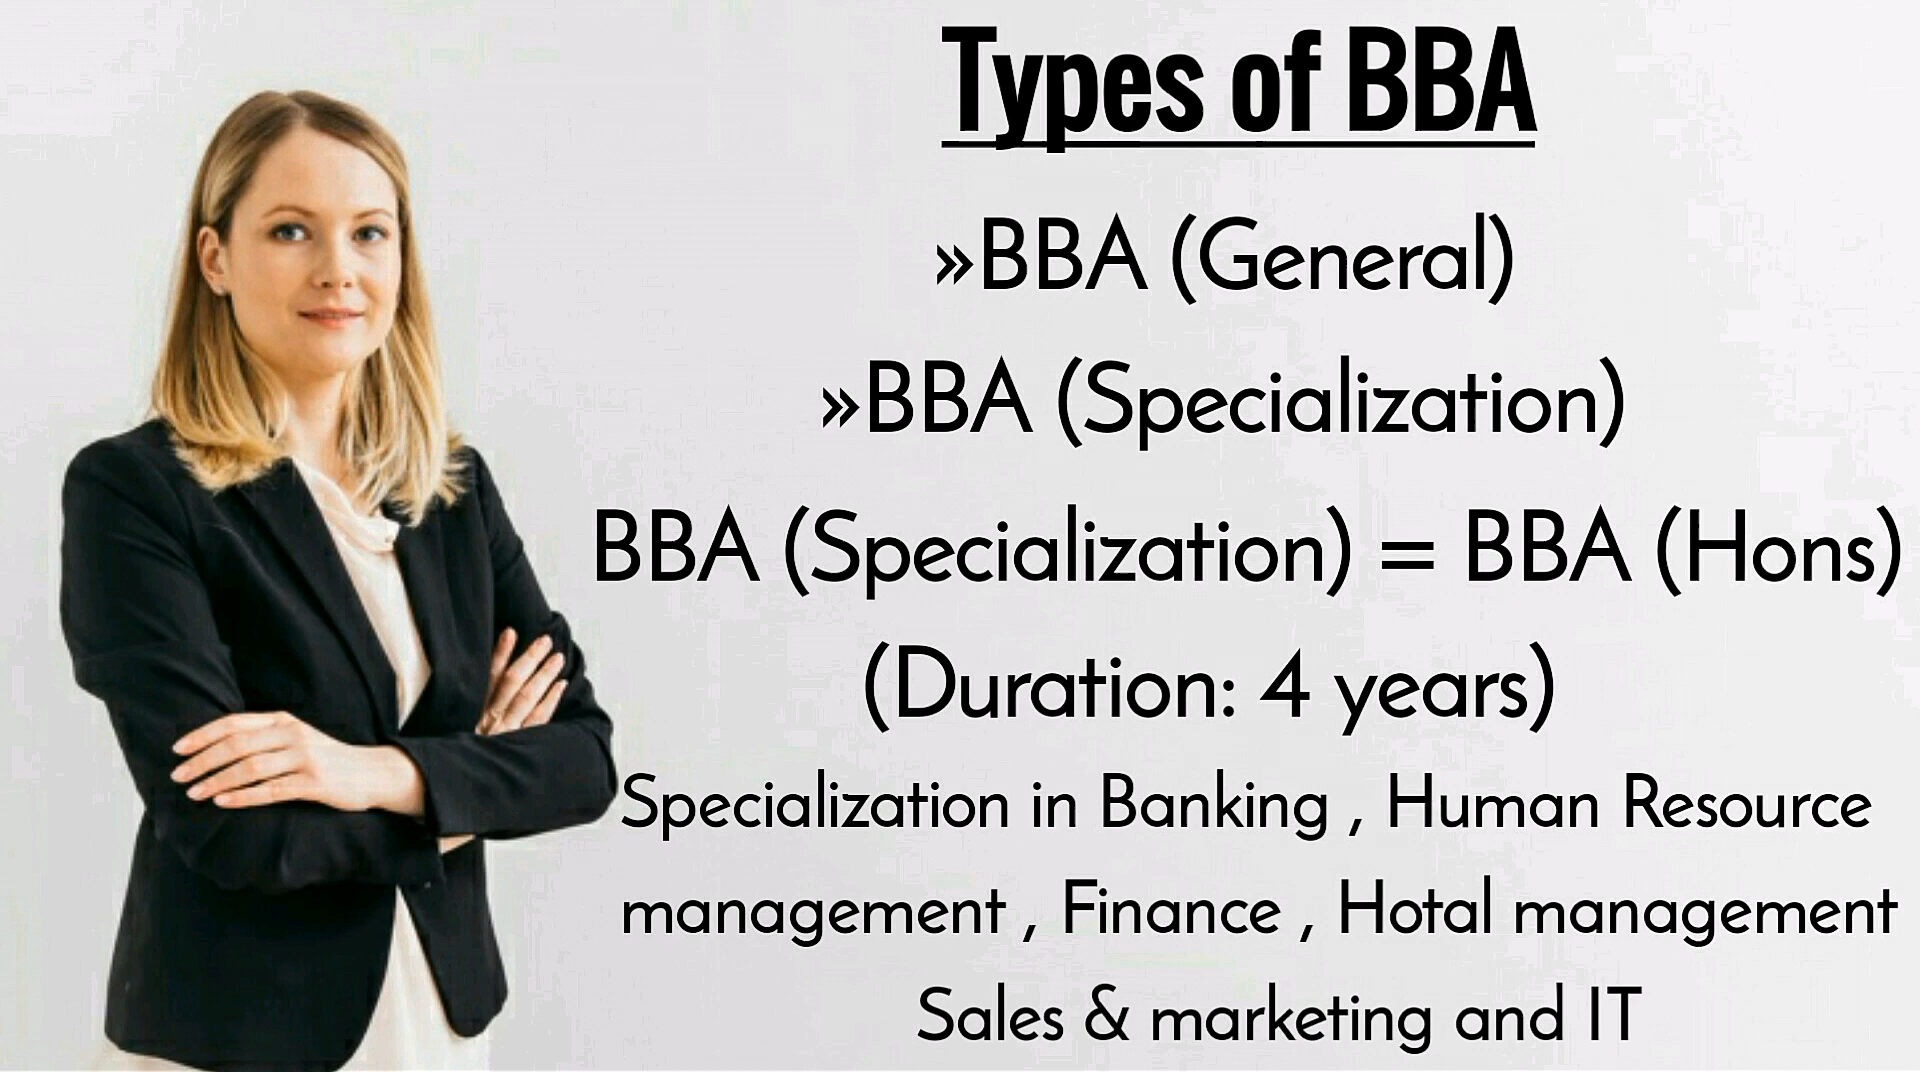 Types of BBA
»BBA (General)
»BBA (Specialization)
BBA (Specialization) = BBA (Hons)
(Duration: 4 years)
Specialization in Banking , Human Resource
management , Finance , Hotal management
Sales & marketing and IT